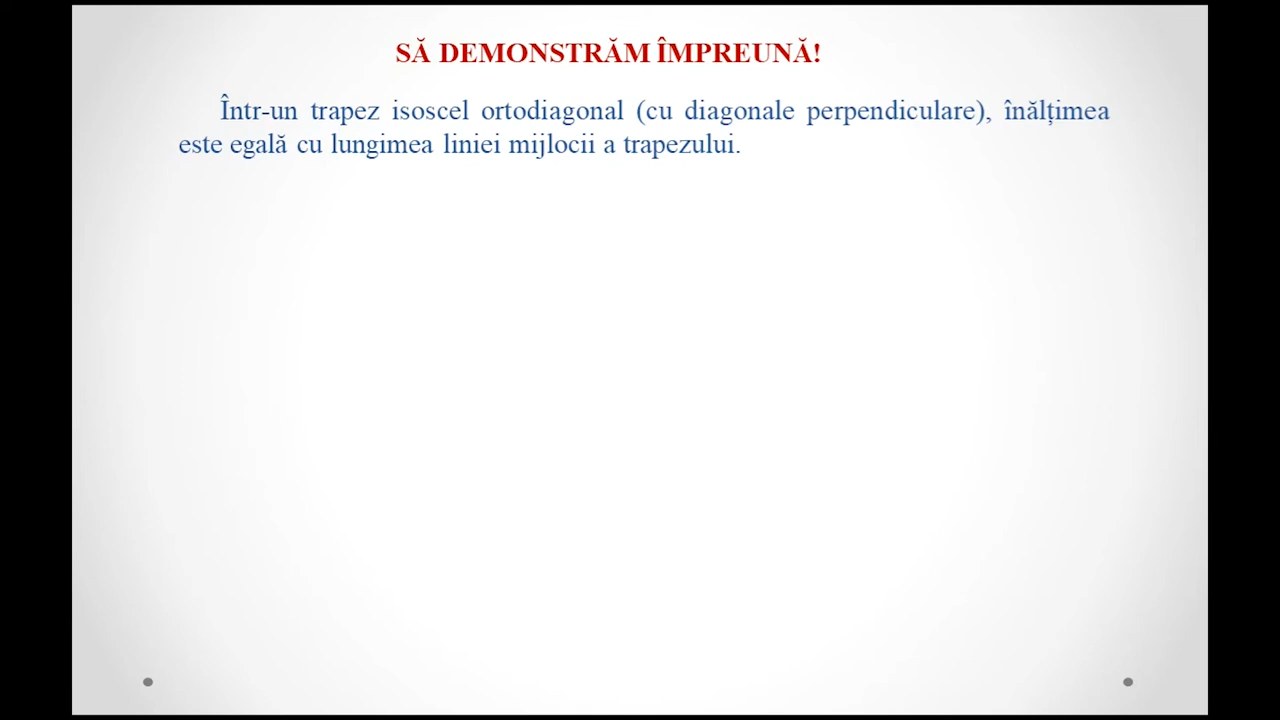 SĂ DEMONSTRĂM ÎMPREUNĂ!
Într-un trapez isoscel ortodiagonal (cu diagonale perpendiculare), înălțimea
este egală cu lungimea liniei mijlocii a trapezului.